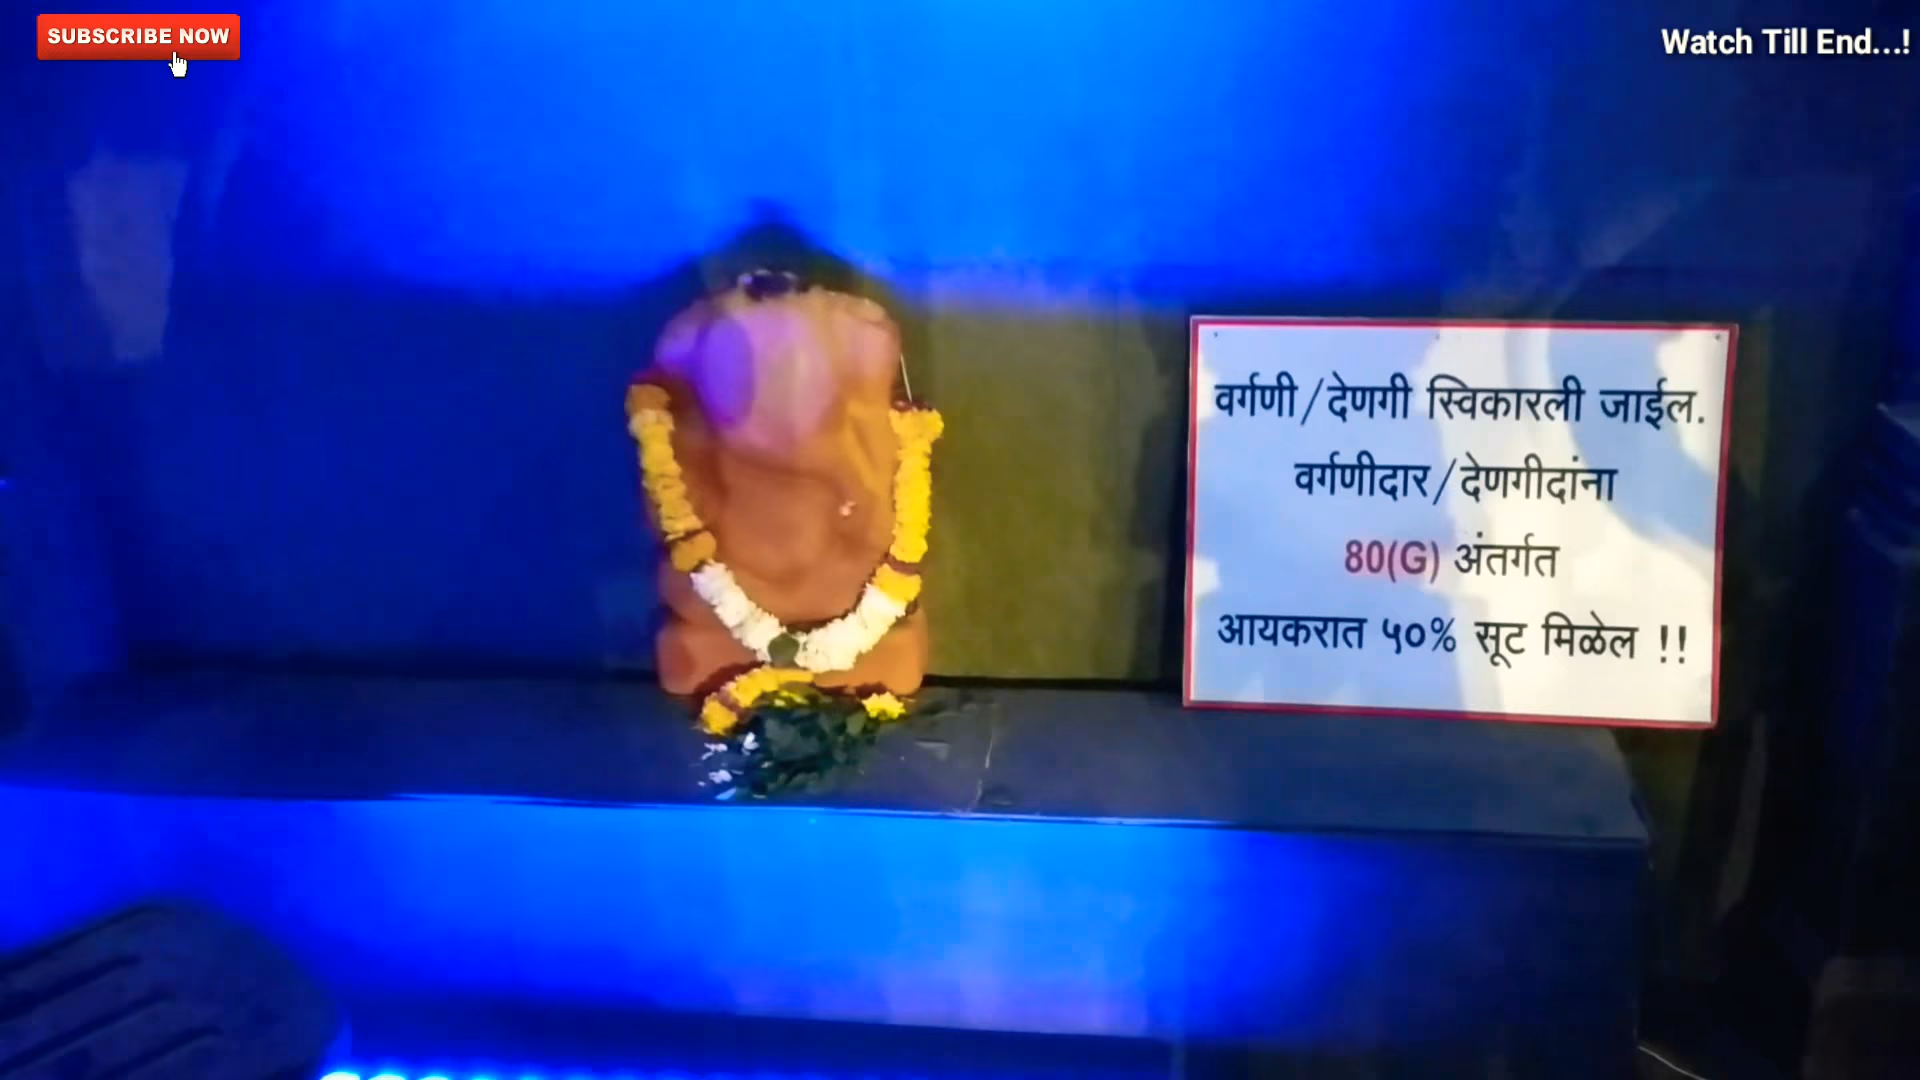 SUBSCRIBE NOW
Watch Till End...!
वर्गणी/देणगी स्विकारली जाईल.
वर्गणीदार/देणगीदांना
80(G) अंतर्गत
आयकरात ५०% सूट मिळेल !!